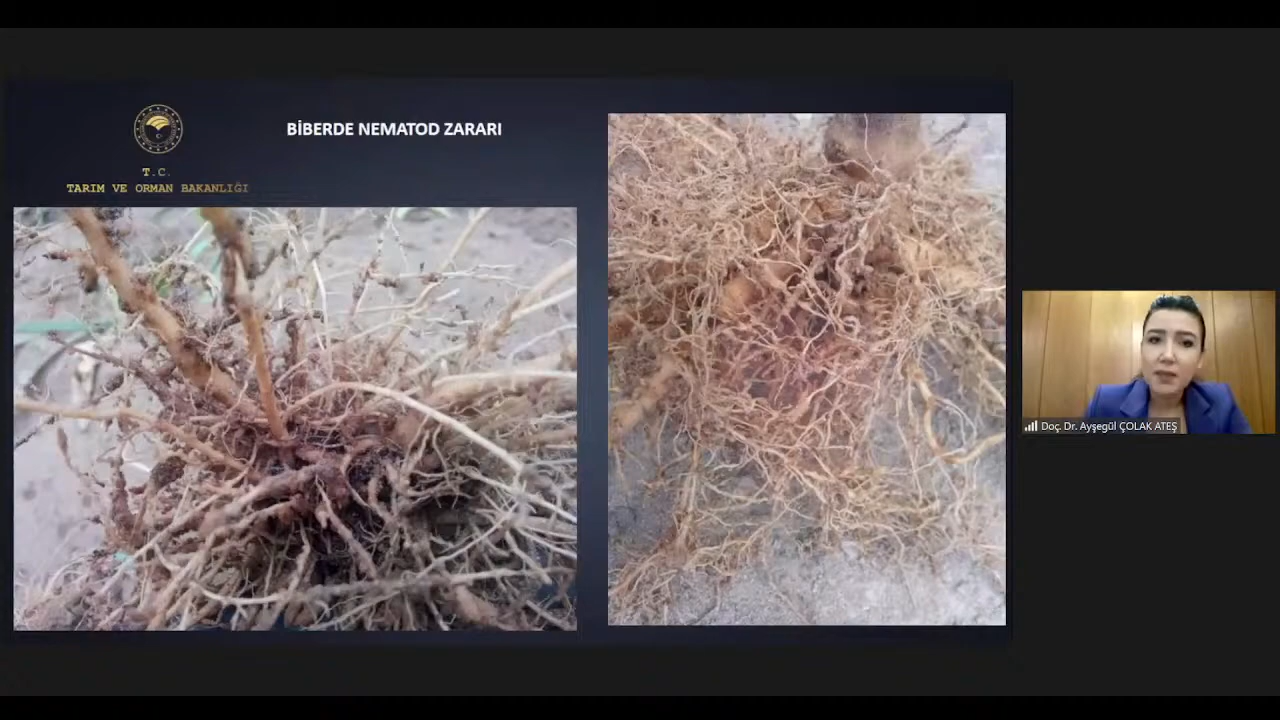 BİBERDE NEMATOD ZARARI
T.C.
TARIM VE ORMAN BAKANLIĞI
Doç. Dr. Ayşegül ÇOLAK ATEŞ